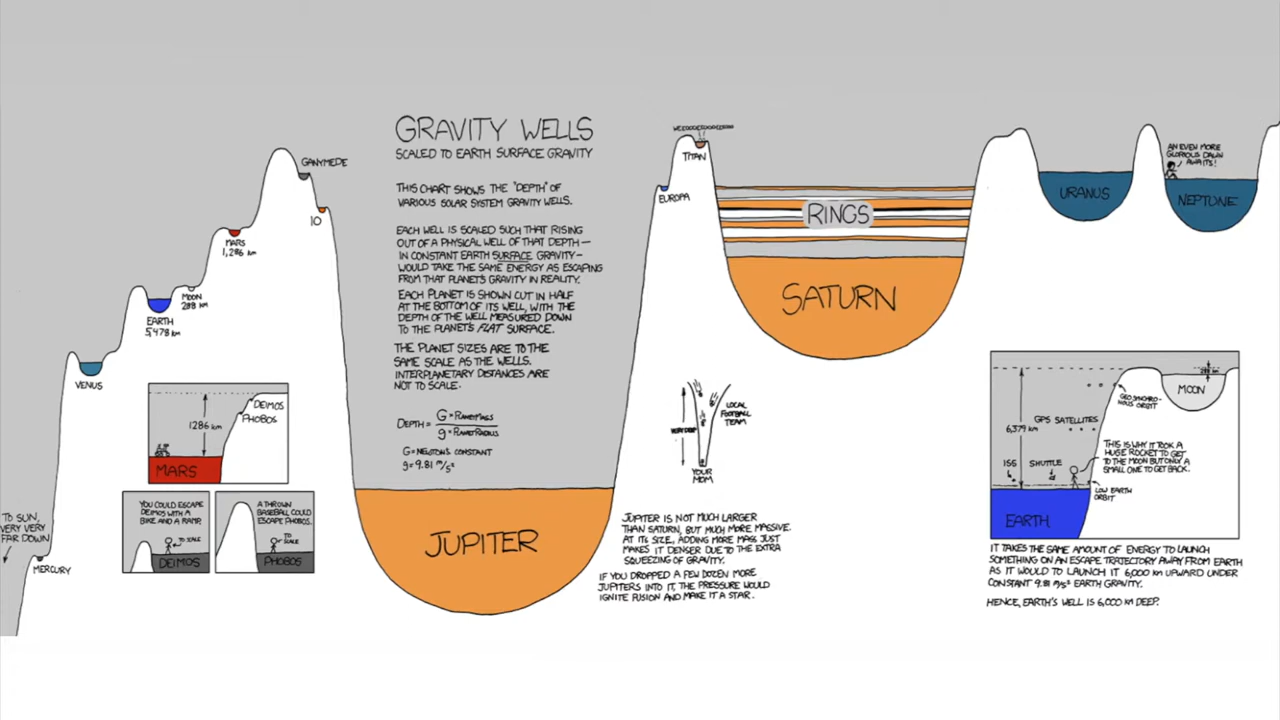 GRAVITY WELLS
SCALED TO EARTH SURFACE GRAVITY
THIS CHART SHOWS THE "DEPTH" OF
VARIOUS SOLAR SYSTEM GRAVITY WELLS.
EACH WELL IS SCALED SUCH THAT RISING
OUT OF A PHYSICAL WELL OF THAT DEPTH —
IN CONSTANT EARTH SURFACE GRAVITY —
WOULD TAKE THE SAME ENERGY AS ESCAPING
FROM THAT PLANET'S GRAVITY IN REALITY.
EACH PLANET IS SHOWN CUT IN HALF
AT THE BOTTOM OF ITS WELL, WITH THE
DEPTH OF THE WELL MEASURED DOWN
TO THE PLANET'S FLAT SURFACE.
THE PLANET SIZES ARE TO THE
SAME SCALE AS THE WELLS.
INTERPLANETARY DISTANCES ARE
NOT TO SCALE.
DEPTH = G × PLANET MASS
g × PLANET RADIUS
G = NEWTON'S CONSTANT
g = 9.81 m/s²
TO SUN,
VERY VERY
FAR DOWN
MERCURY
VENUS
EARTH
5,478 km
MOON
288 km
MARS
1,286 km
GANYMEDE
IO
1286 km
DEIMOS
PHOBOS
MARS
YOU COULD ESCAPE
DEIMOS WITH A
BIKE AND A RAMP.
TO SCALE
DEIMOS
A THROWN
BASEBALL COULD
ESCAPE PHOBOS.
TO
SCALE
PHOBOS
JUPITER
EUROPA
TITAN
RINGS
SATURN
VERY DEEP
LOCAL
FOOTBALL
TEAM
YOUR
MOM
JUPITER IS NOT MUCH LARGER
THAN SATURN, BUT MUCH MORE MASSIVE.
AT ITS SIZE, ADDING MORE MASS JUST
MAKES IT DENSER DUE TO THE EXTRA
SQUEEZING OF GRAVITY.
IF YOU DROPPED A FEW DOZEN MORE
JUPITERS INTO IT, THE PRESSURE WOULD
IGNITE FUSION AND MAKE IT A STAR.
URANUS
AN EVEN MORE
GLORIOUS DAWN
AWAITS!
NEPTUNE
288 km
MOON
GEOSYNCHRO-
NOUS ORBIT
GPS SATELLITES
6,379 km
ISS
SHUTTLE
THIS IS WHY IT TOOK A
HUGE ROCKET TO GET
TO THE MOON BUT ONLY A
SMALL ONE TO GET BACK.
LOW EARTH
ORBIT
EARTH
IT TAKES THE SAME AMOUNT OF ENERGY TO LAUNCH
SOMETHING ON AN ESCAPE TRAJECTORY AWAY FROM EARTH
AS IT WOULD TO LAUNCH IT 6,000 km UPWARD UNDER
CONSTANT 9.81 m/s² EARTH GRAVITY.
HENCE, EARTH'S WELL IS 6,000 km DEEP.